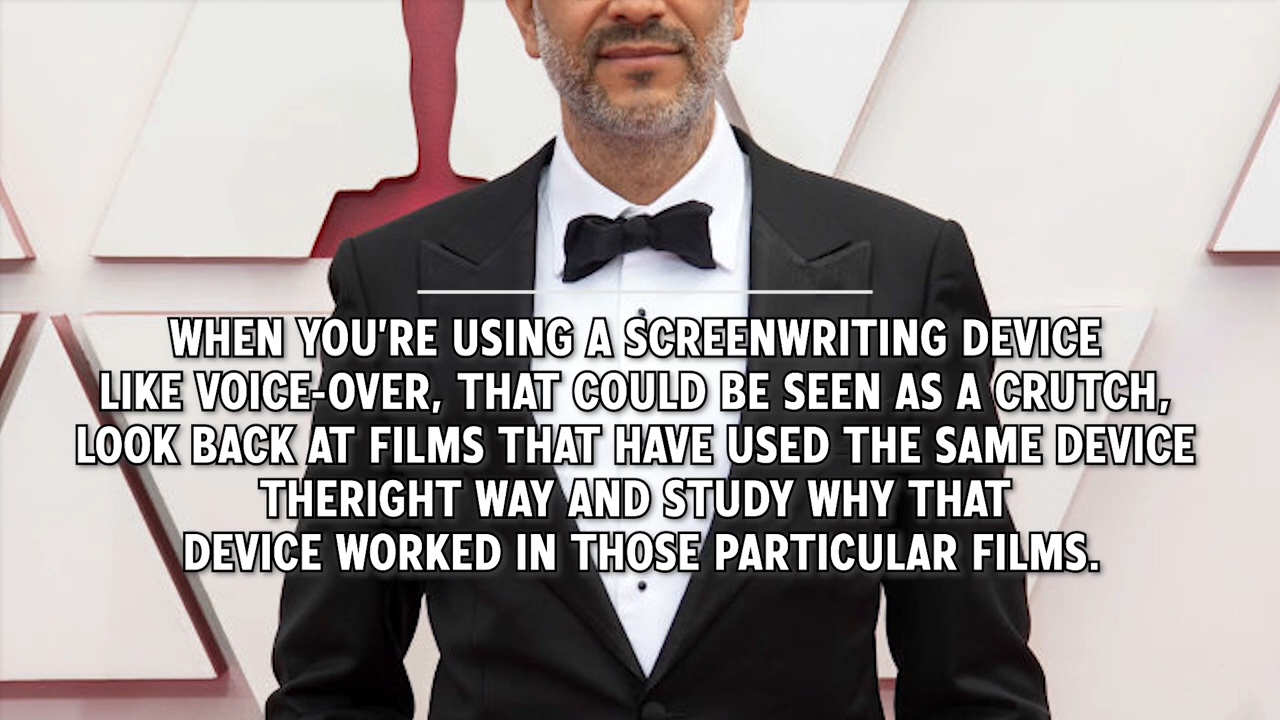 WHEN YOU'RE USING A SCREENWRITING DEVICE
LIKE VOICE-OVER, THAT COULD BE SEEN AS A CRUTCH,
LOOK BACK AT FILMS THAT HAVE USED THE SAME DEVICE
THERIGHT WAY AND STUDY WHY THAT
DEVICE WORKED IN THOSE PARTICULAR FILMS.